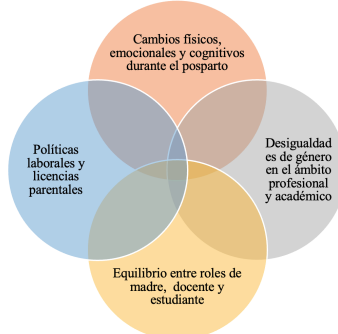 Cambios físicos,
emocionales y cognitivos
durante el posparto
Políticas
laborales y
licencias
parentales
Desigualdad
es de género
en el ámbito
profesional
y académico
Equilibrio entre roles de
madre, docente y
estudiante